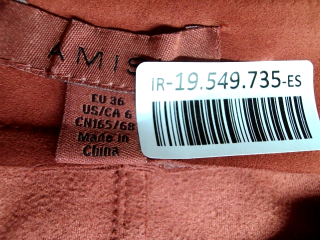 AMIS
IR-19.549.735-ES
EU 36
US/CA 6
CN165/68
Made in
China